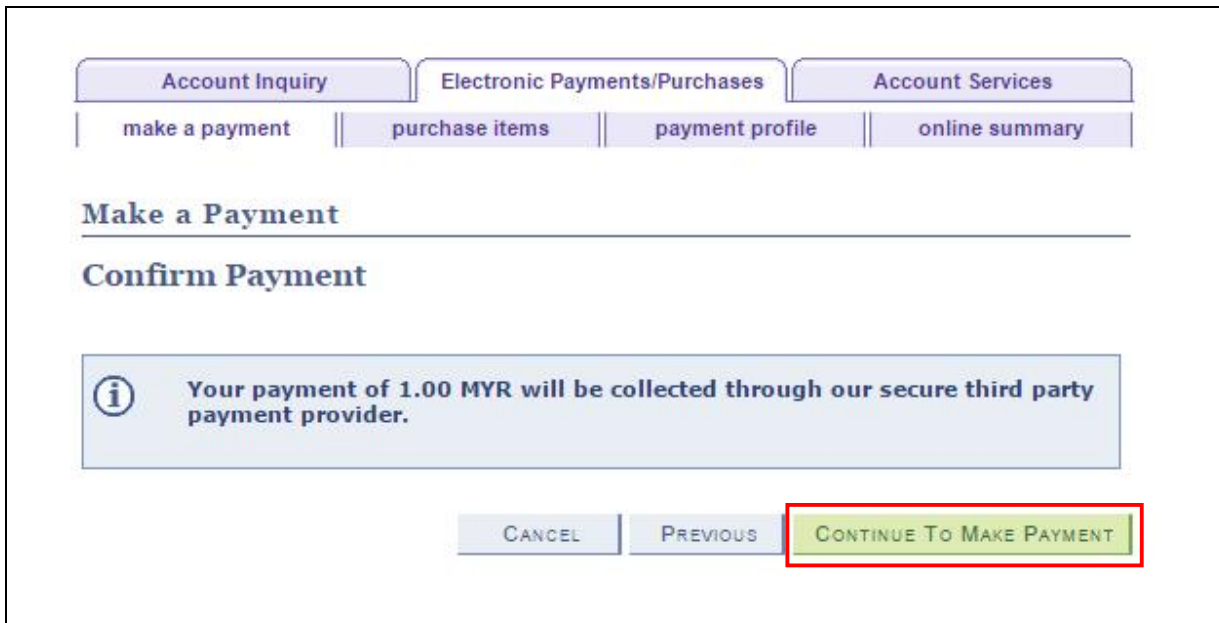 Account Inquiry Electronic Payments/Purchases Account Services
make a payment purchase items payment profile online summary
Make a Payment
Confirm Payment
i Your payment of 1.00 MYR will be collected through our secure third party
payment provider.
CANCEL PREVIOUS CONTINUE TO MAKE PAYMENT